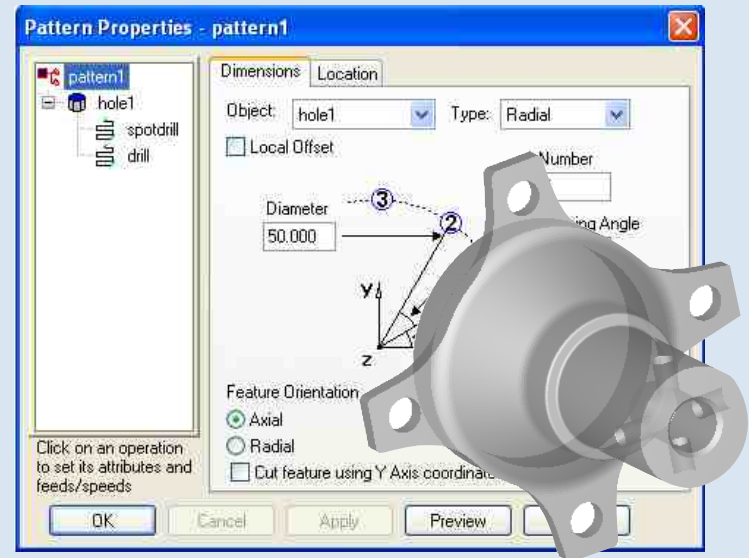 Pattern Properties - pattern1
pattern1
hole1
spotdrill
drill
Click on an operation
to set its attributes and
feeds/speeds
Dimensions Location
Object: hole1 Type: Radial
Local Offset
Number
Diameter
50.000
3
2
Angle
y
z
Feature Orientation
Axial
Radial
Cut feature using Y Axis
OK Cancel Apply Preview